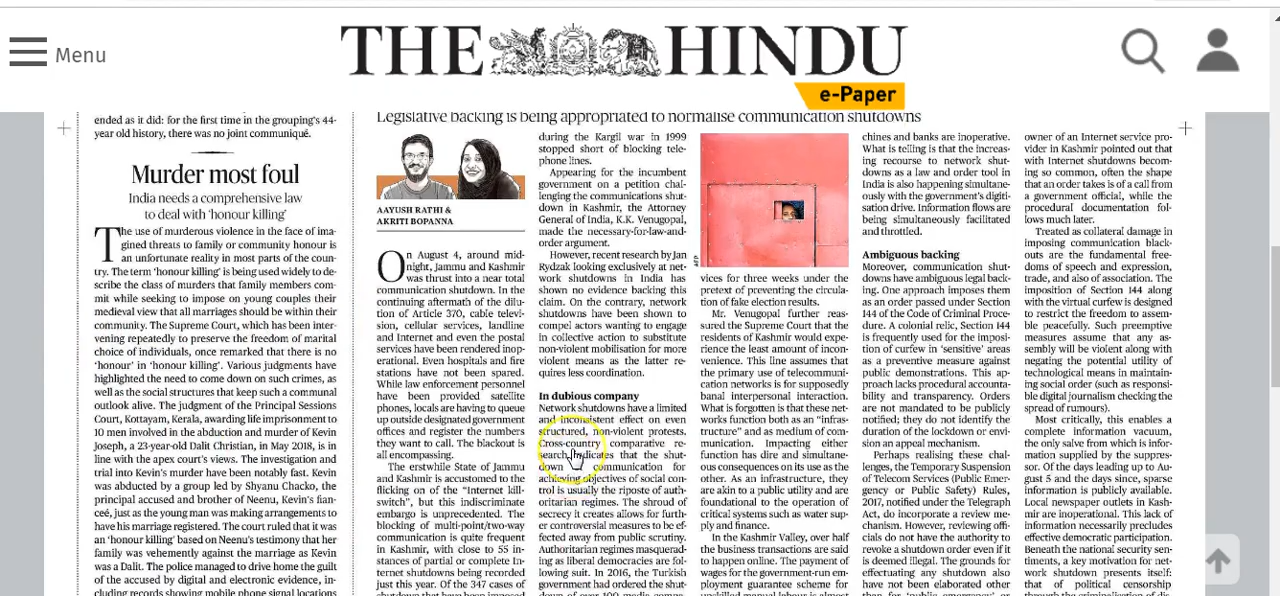 Menu
THE HINDU
e-Paper
ended as it did: for the first time in the grouping's 44-
year old history, there was no joint communiqué.
Murder most foul
India needs a comprehensive law
to deal with 'honour killing'
The use of murderous violence in the face of ima-
gined threats to family or community honour is
an unfortunate reality in most parts of the coun-
try. The term 'honour killing' is being used widely to de-
scribe the class of murders that family members com-
mit while seeking to impose on young couples their
medieval view that all marriages should be within their
community. The Supreme Court, which has been inter-
vening repeatedly to preserve the freedom of marital
choice of individuals, once remarked that there is no
'honour' in 'honour killing'. Various judgments have
highlighted the need to come down on such crimes, as
well as the social structures that keep such a communal
outlook alive. The judgment of the Principal Sessions
Court, Kottayam, Kerala, awarding life imprisonment to
10 men involved in the abduction and murder of Kevin
Joseph, a 23-year-old Dalit Christian, in May 2018, is in
line with the apex court's views. The investigation and
trial into Kevin's murder have been notably fast. Kevin
was abducted by a group led by Shyanu Chacko, the
principal accused and brother of Neenu, Kevin's fian-
ceé, just as the young man was making arrangements to
have his marriage registered. The court ruled that it was
an 'honour killing' based on Neenu's testimony that her
family was vehemently against the marriage as Kevin
was a Dalit. The police managed to drive home the guilt
of the accused by digital and electronic evidence, in-
cluding records showing mobile phone signal locations
Legislative backing is being appropriated to normalise communication shutdowns
AAYUSH RATHI &
AKRITI BOPANNA
On August 4, around mid-
night, Jammu and Kashmir
was thrust into a near total
communication shutdown. In the
continuing aftermath of the dilu-
tion of Article 370, cable televi-
sion, cellular services, landline
and Internet and even the postal
services have been rendered inop-
erational. Even hospitals and fire
stations have not been spared.
While law enforcement personnel
have been provided satellite
phones, locals are having to queue
up outside designated government
offices and register the numbers
they want to call. The blackout is
all encompassing.
The erstwhile State of Jammu
and Kashmir is accustomed to the
flicking on of the "Internet kill-
switch", but this indiscriminate
embargo is unprecedented. The
blocking of multi-point/two-way
communication is quite frequent
in Kashmir, with close to 55 in-
stances of partial or complete In-
ternet shutdowns being recorded
just this year. Of the 347 cases
of shutdown that have been imposed
during the Kargil war in 1999
stopped short of blocking tele-
phone lines.
Appearing for the incumbent
government on a petition chal-
lenging the communications shut-
down in Kashmir, the Attorney
General of India, K.K. Venugopal,
made the necessary-for-law-and-
order argument.
However, recent research by Jan
Rydzak looking exclusively at net-
work shutdowns in India has
shown no evidence backing this
claim. On the contrary, network
shutdowns have been shown to
compel actors wanting to engage
in collective action to substitute
non-violent mobilisation for more
violent means as the latter re-
quires less coordination.
In dubious company
Network shutdowns have a limited
and inconsistent effect on even
structured, non-violent protests.
Cross-country comparative re-
search indicates that the shut-
down of communication for
achieving objectives of social con-
trol is usually the riposte of auth-
oritarian regimes. The shroud of
secrecy it creates allows for furth-
er controversial measures to be ef-
fected away from public scrutiny.
Authoritarian regimes masquerad-
ing as liberal democracies are fol-
lowing suit. In 2016, the Turkish
government had ordered the shut-
down of over 100 media compa-
AFP
vices for three weeks under the
pretext of preventing the circula-
tion of fake election results.
Mr. Venugopal further reas-
sured the Supreme Court that the
residents of Kashmir would expe-
rience the least amount of incon-
venience. This line assumes that
the primary use of telecommuni-
cation networks is for supposedly
banal interpersonal interaction.
What is forgotten is that these net-
works function both as an "infras-
tructure" and as medium of com-
munication. Impacting either
function has dire and simultane-
ous consequences on its use as the
other. As an infrastructure, they
are akin to a public utility and are
foundational to the operation of
critical systems such as water sup-
ply and finance.
In the Kashmir Valley, over half
the business transactions are said
to happen online. The payment of
wages for the government-run em-
ployment guarantee scheme for
unskilled manual labour is almost
chines and banks are inoperative.
What is telling is that the increas-
ing recourse to network shut-
downs as a law and order tool in
India is also happening simultane-
ously with the government's digiti-
sation drive. Information flows are
being simultaneously facilitated
and throttled.
Ambiguous backing
Moreover, communication shut-
downs have ambiguous legal back-
ing. One approach imposes them
as an order passed under Section
144 of the Code of Criminal Proce-
dure. A colonial relic, Section 144
is frequently used for the imposi-
tion of curfew in 'sensitive' areas
as a preventive measure against
public demonstrations. This ap-
proach lacks procedural accounta-
bility and transparency. Orders
are not mandated to be publicly
notified; they do not identify the
duration of the lockdown or envi-
sion an appeal mechanism.
Perhaps realising these chal-
lenges, the Temporary Suspension
of Telecom Services (Public Emer-
gency or Public Safety) Rules,
2017, notified under the Telegraph
Act, do incorporate a review me-
chanism. However, reviewing offi-
cials do not have the authority to
revoke a shutdown order even if it
is deemed illegal. The grounds for
effectuating any shutdown also
have not been elaborated other
than for 'public emergency' or
owner of an Internet service pro-
vider in Kashmir pointed out that
with Internet shutdowns becom-
ing so common, often the shape
that an order takes is of a call from
a government official, while the
procedural documentation fol-
lows much later.
Treated as collateral damage in
imposing communication black-
outs are the fundamental free-
doms of speech and expression,
trade, and also of association. The
imposition of Section 144 along
with the virtual curfew is designed
to restrict the freedom to assem-
ble peacefully. Such preemptive
measures assume that any as-
sembly will be violent along with
negating the potential utility of
technological means in maintain-
ing social order (such as responsi-
ble digital journalism checking the
spread of rumours).
Most critically, this enables a
complete information vacuum,
the only salve from which is infor-
mation supplied by the suppres-
sor. Of the days leading up to Au-
gust 5 and the days since, sparse
information is publicly available.
Local newspaper outlets in Kash-
mir are inoperational. This lack of
information necessarily precludes
effective democratic participation.
Beneath the national security sen-
timents, a key motivation for net-
work shutdown presents itself:
that of political censorship
through the criminalisation of dis-